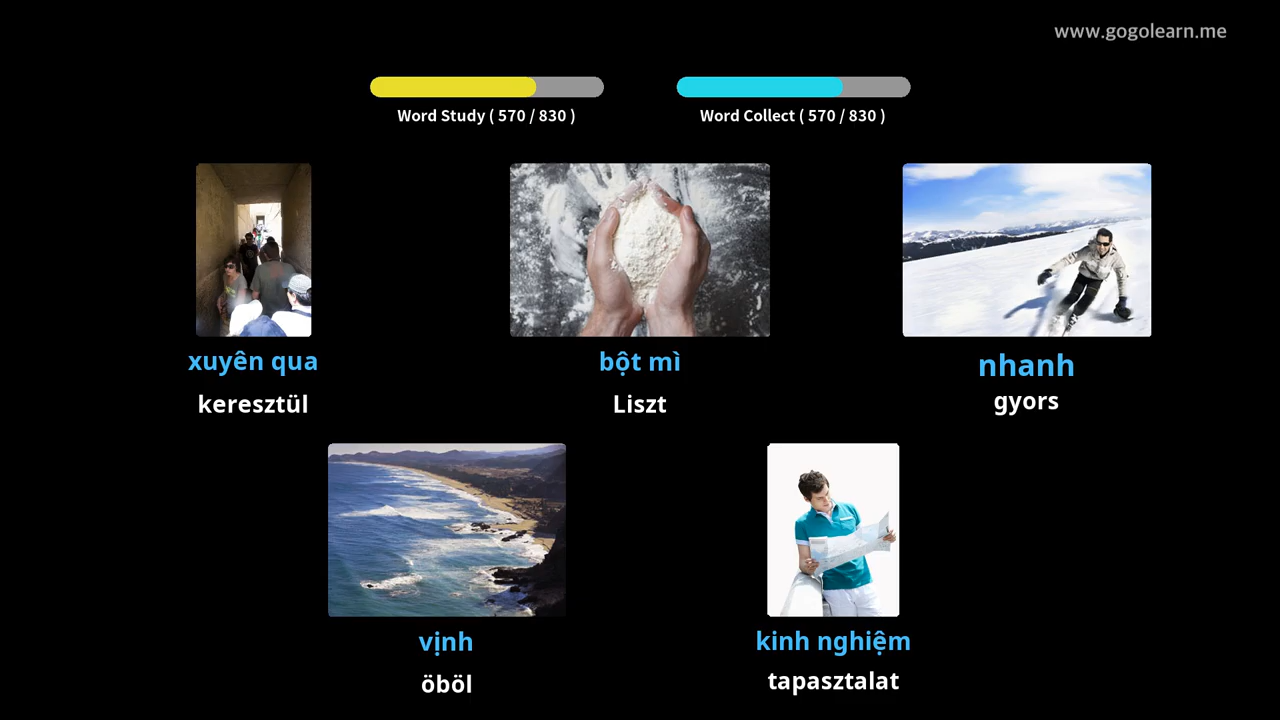 www.gogolearn.me
Word Study ( 570 / 830 )
Word Collect ( 570 / 830 )
xuyên qua
keresztül
bột mì
Liszt
nhanh
gyors
vịnh
öböl
kinh nghiệm
tapasztalat